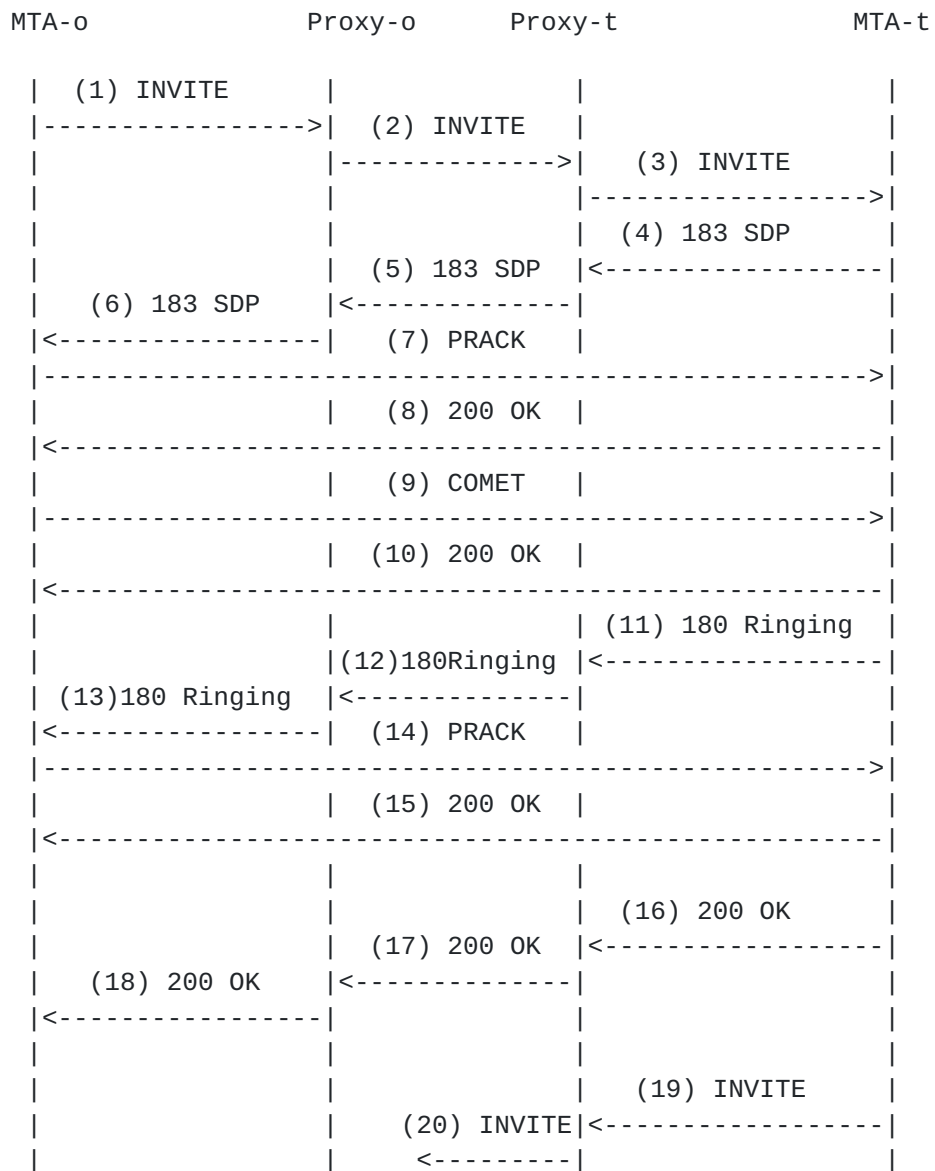 MTA-o              Proxy-o      Proxy-t               MTA-t
 |  (1) INVITE      |               |                   |
 |----------------->|  (2) INVITE   |                   |
 |                  |-------------->|   (3) INVITE      |
 |                  |               |------------------>|
 |                  |               |  (4) 183 SDP      |
 |                  |  (5) 183 SDP  |<------------------|
 |   (6) 183 SDP    |<--------------|                   |
 |<-----------------|   (7) PRACK   |                   |
 |----------------------------------------------------->|
 |                  |   (8) 200 OK  |                   |
 |<-----------------------------------------------------|
 |                  |   (9) COMET   |                   |
 |----------------------------------------------------->|
 |                  |  (10) 200 OK  |                   |
 |<-----------------------------------------------------|
 |                  |               | (11) 180 Ringing  |
 |                  |(12)180Ringing |<------------------|
 | (13)180 Ringing  |<--------------|                   |
 |<-----------------|  (14) PRACK   |                   |
 |----------------------------------------------------->|
 |                  |  (15) 200 OK  |                   |
 |<-----------------------------------------------------|
 |                  |               |                   |
 |                  |               |  (16) 200 OK      |
 |                  |  (17) 200 OK  |<------------------|
 |   (18) 200 OK    |<--------------|                   |
 |<-----------------|               |                   |
 |                  |               |                   |
 |                  |               |   (19) INVITE     |
 |                  |    (20) INVITE|<------------------|
 |                  |     <---------|                   |